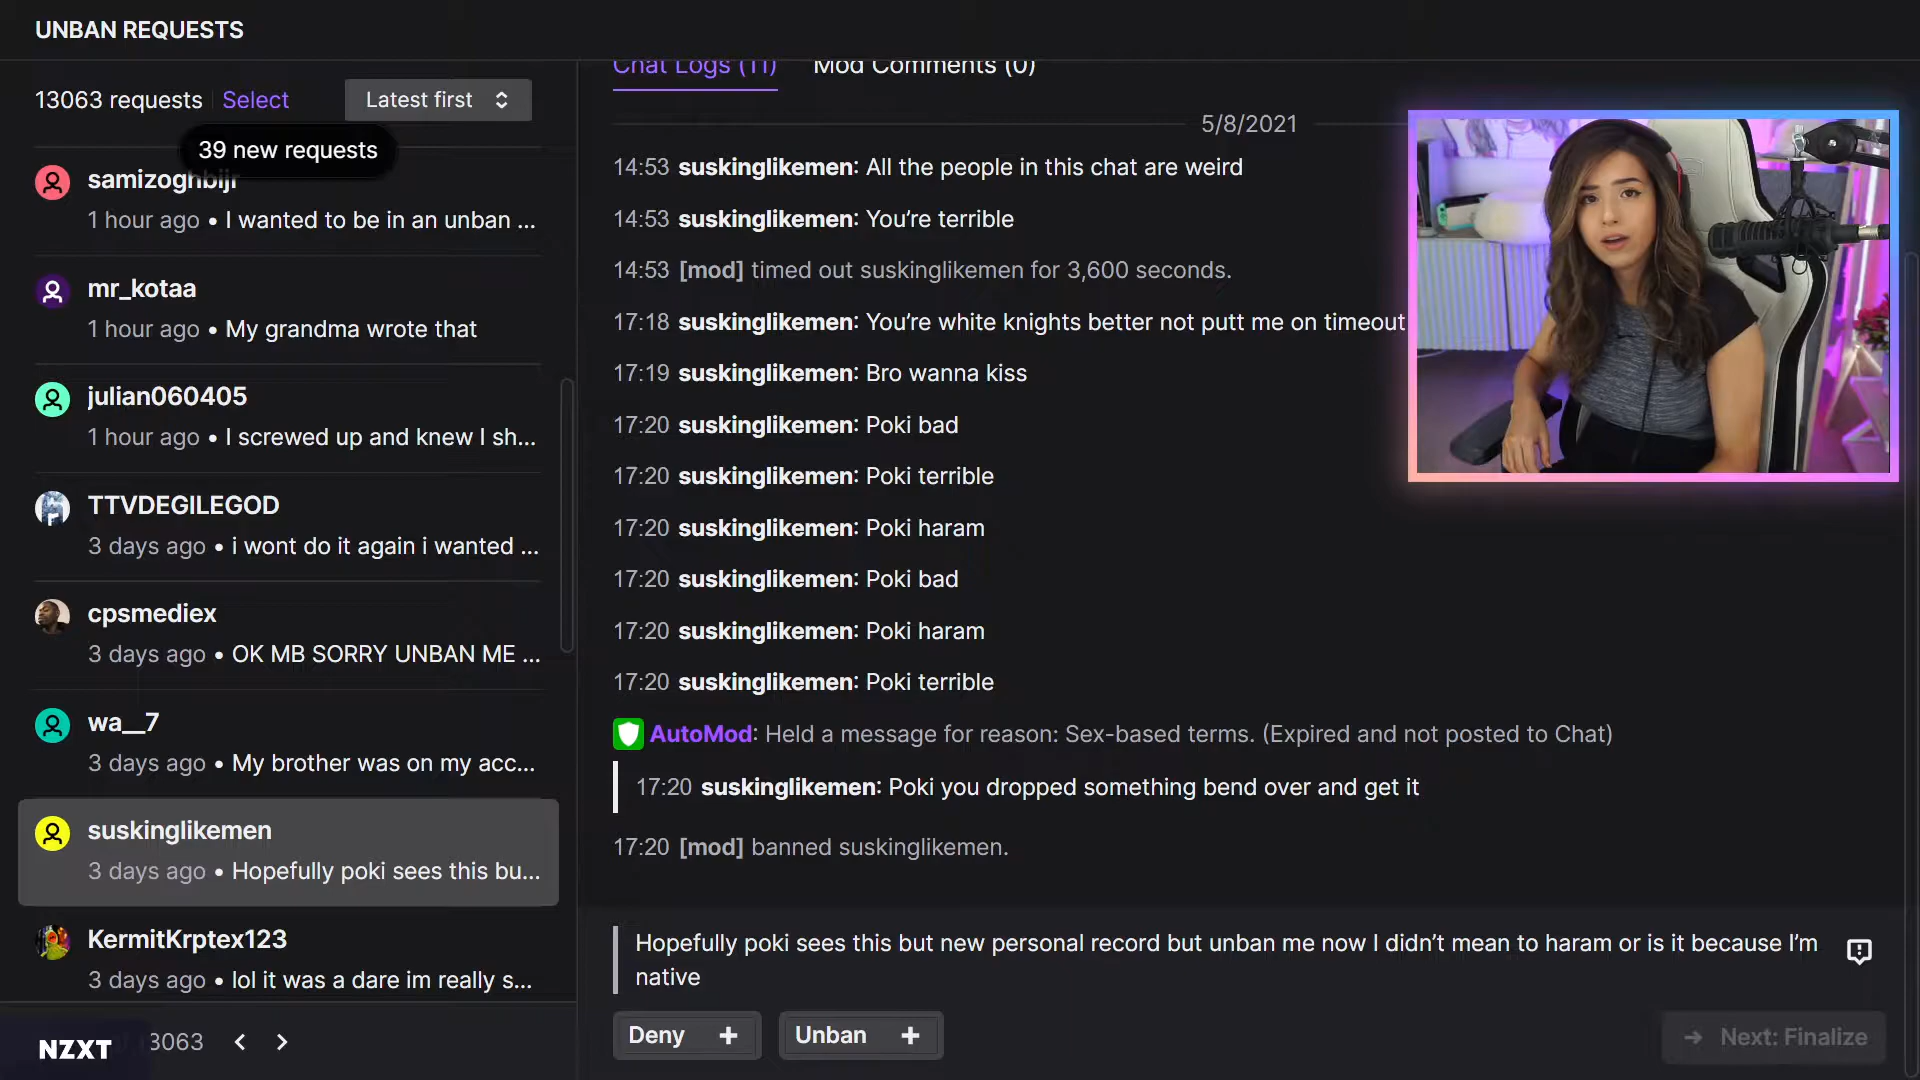 UNBAN REQUESTS
13063 requests Select Latest first
39 new requests
samizoghbijr
1 hour ago • I wanted to be in an unban ...
mr_kotaa
1 hour ago • My grandma wrote that
julian060405
1 hour ago • I screwed up and knew I sh...
TTVDEGILEGOD
3 days ago • i wont do it again i wanted ...
cpsmediex
3 days ago • OK MB SORRY UNBAN ME ...
wa__7
3 days ago • My brother was on my acc...
suskinglikemen
3 days ago • Hopefully poki sees this bu...
KermitKrptex123
3 days ago • lol it was a dare im really s...
NZXT 3063
Chat Logs (11) Mod Comments (0)
5/8/2021
14:53 suskinglikemen: All the people in this chat are weird
14:53 suskinglikemen: You’re terrible
14:53 [mod] timed out suskinglikemen for 3,600 seconds.
17:18 suskinglikemen: You’re white knights better not putt me on timeout
17:19 suskinglikemen: Bro wanna kiss
17:20 suskinglikemen: Poki bad
17:20 suskinglikemen: Poki terrible
17:20 suskinglikemen: Poki haram
17:20 suskinglikemen: Poki bad
17:20 suskinglikemen: Poki haram
17:20 suskinglikemen: Poki terrible
AutoMod: Held a message for reason: Sex-based terms. (Expired and not posted to Chat)
17:20 suskinglikemen: Poki you dropped something bend over and get it
17:20 [mod] banned suskinglikemen.
Hopefully poki sees this but new personal record but unban me now I didn’t mean to haram or is it because I’m
native
Deny + Unban + → Next: Finalize